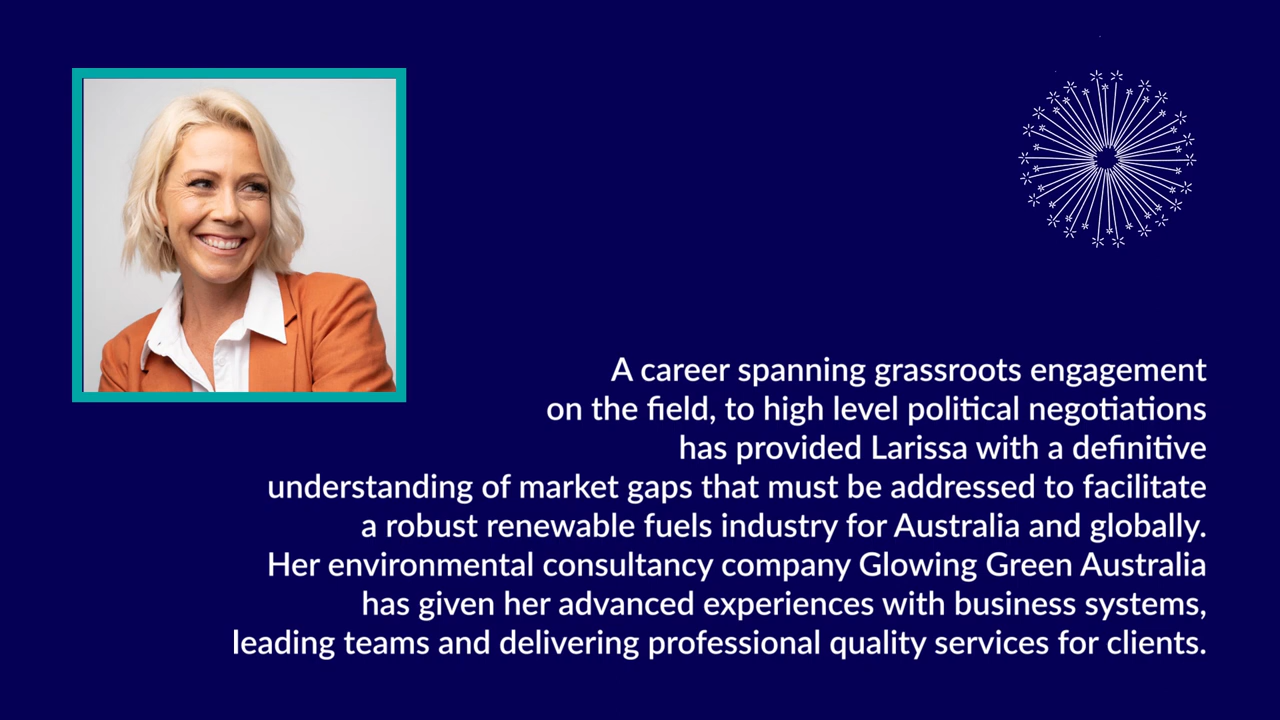 A career spanning grassroots engagement
on the field, to high level political negotiations
has provided Larissa with a definitive
understanding of market gaps that must be addressed to facilitate
a robust renewable fuels industry for Australia and globally.
Her environmental consultancy company Glowing Green Australia
has given her advanced experiences with business systems,
leading teams and delivering professional quality services for clients.